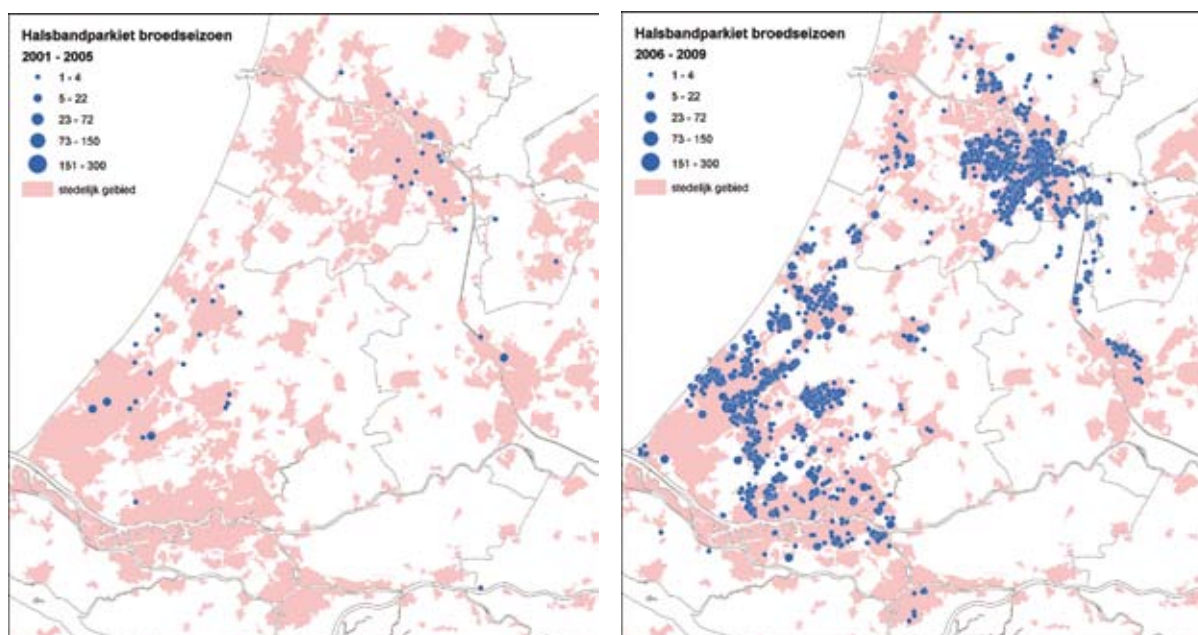 Halsbandparkiet broedseizoen
2001 - 2005
1 - 4
5 - 22
23 - 72
73 - 150
151 - 300
stedelijk gebied
Halsbandparkiet broedseizoen
2006 - 2009
1 - 4
5 - 22
23 - 72
73 - 150
151 - 300
stedelijk gebied